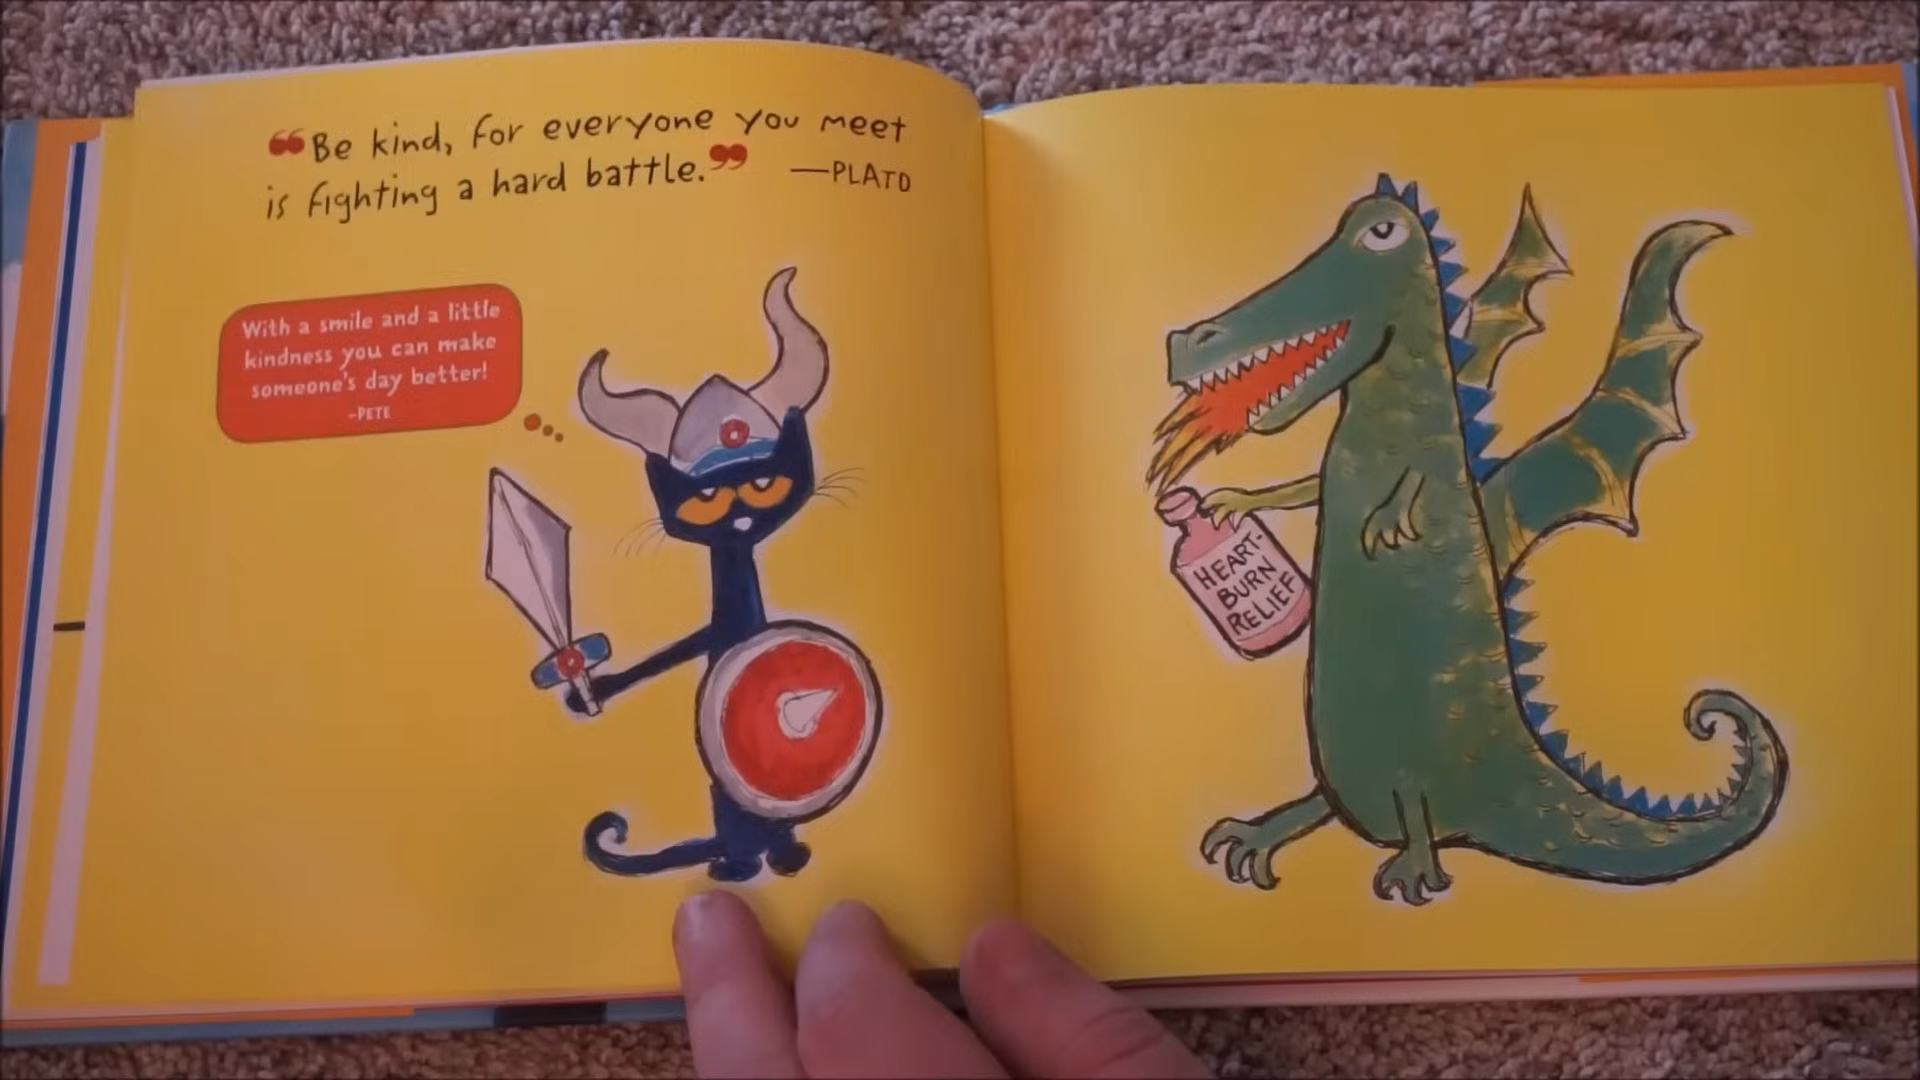 “Be kind, for everyone you meet
is fighting a hard battle.” —PLATO
With a smile and a little
kindness you can make
someone's day better!
-PETE
HEART-
BURN
RELIEF